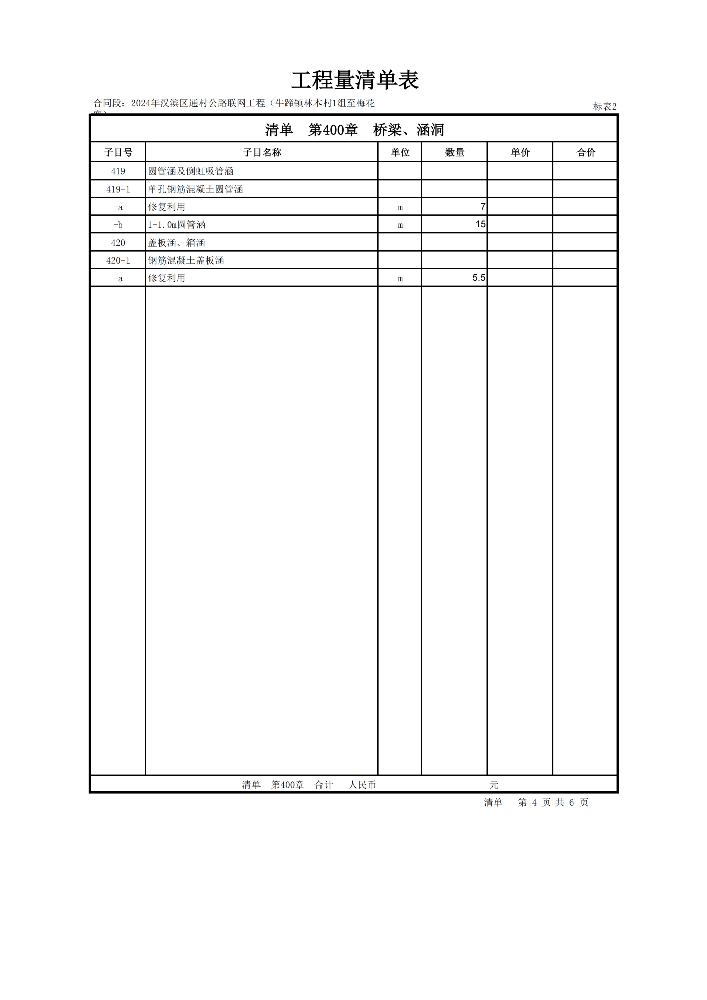 工程量清单表
合同段：2024年汉滨区通村公路联网工程（牛蹄镇林本村1组至梅花
标表2
清单 第400章 桥梁、涵洞
子目号 子目名称 单位 数量 单价 合价
419 圆管涵及倒虹吸管涵
419-1 单孔钢筋混凝土圆管涵
-a 修复利用 m 7
-b 1-1.0m圆管涵 m 15
420 盖板涵、箱涵
420-1 钢筋混凝土盖板涵
-a 修复利用 m 5.5
清单 第400章 合计 人民币 元
清单 第 4 页 共 6 页